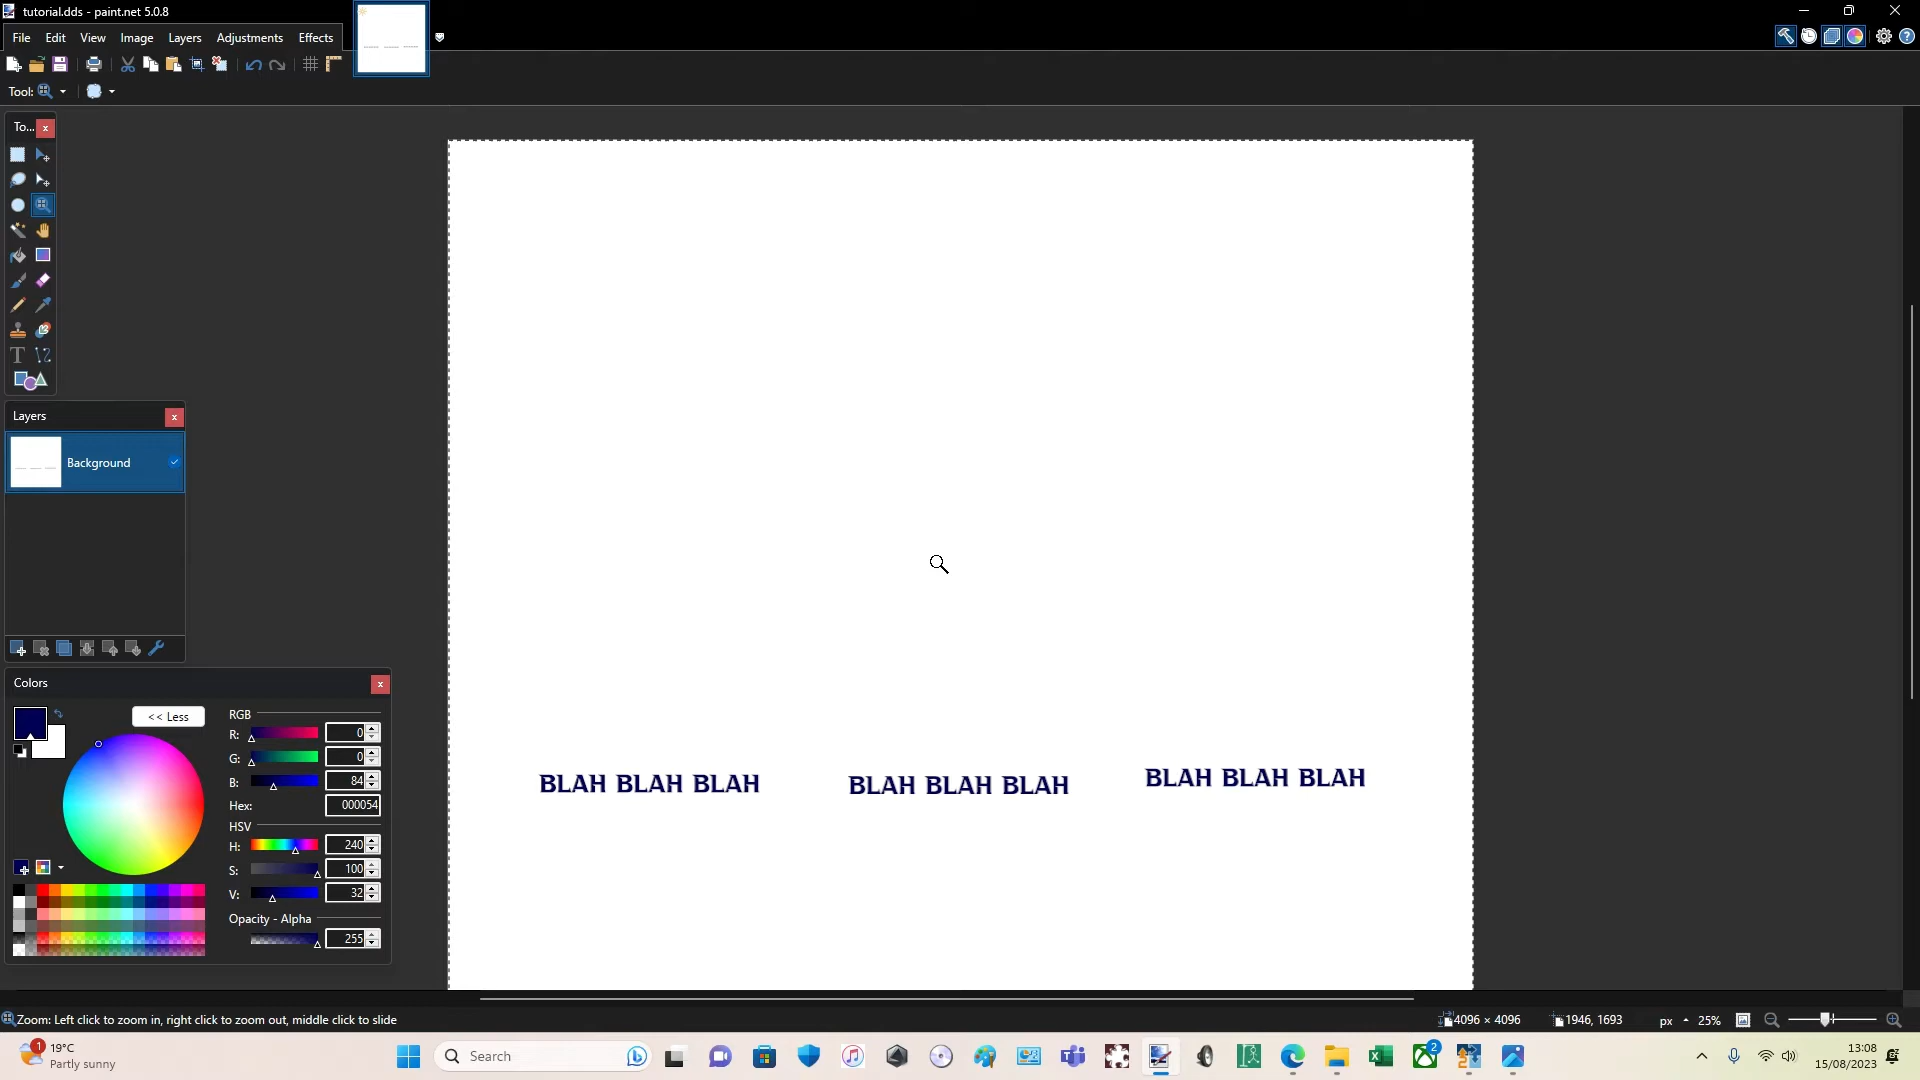 tutorial.dds - paint.net 5.0.8
File Edit View Image Layers Adjustments Effects
Tool:
To...
Layers
Background
Colors
<< Less
RGB
R: 0
G: 0
B: 84
Hex: 000054
HSV
H: 240
S: 100
V: 32
Opacity - Alpha
255
BLAH BLAH BLAH
BLAH BLAH BLAH
BLAH BLAH BLAH
Zoom: Left click to zoom in, right click to zoom out, middle click to slide
4096 × 4096 1946, 1693 px 25%
1
19°C
Partly sunny
Search
2
13:08
15/08/2023